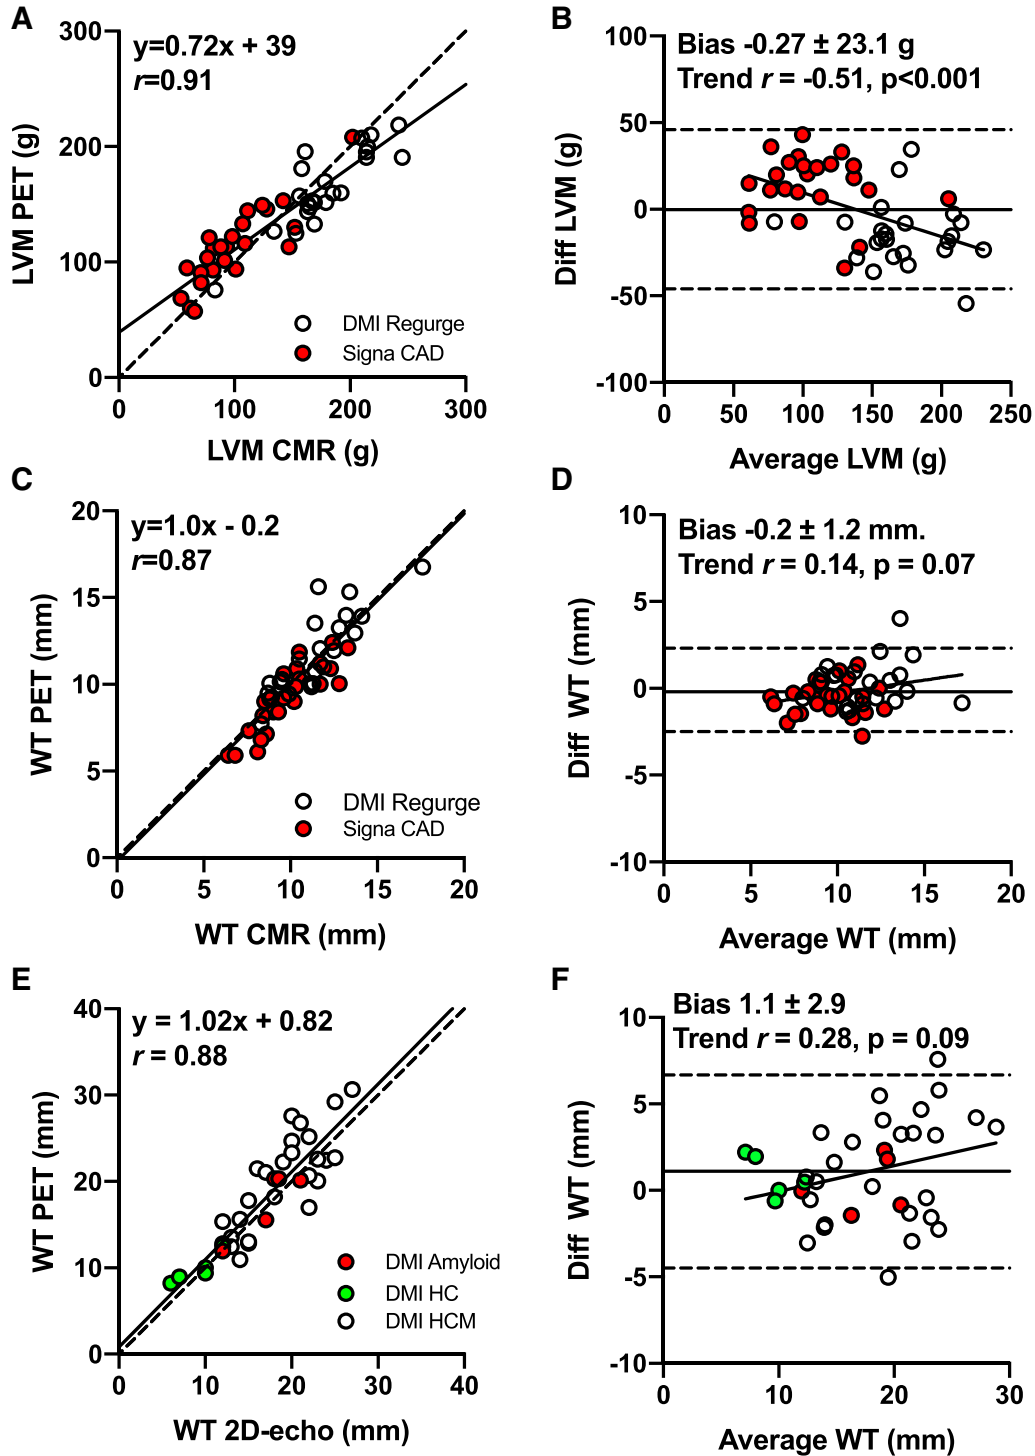 A
y=0.72x + 39
r=0.91
300
200
100
0
LVM PET (g)
DMI Regurge
Signa CAD
0 100 200 300
LVM CMR (g)
B
Bias -0.27 ± 23.1 g
Trend r = -0.51, p<0.001
100
50
0
-50
-100
Diff LVM (g)
0 50 100 150 200 250
Average LVM (g)
C
y=1.0x - 0.2
r=0.87
20
15
10
5
0
WT PET (mm)
DMI Regurge
Signa CAD
0 5 10 15 20
WT CMR (mm)
D
Bias -0.2 ± 1.2 mm.
Trend r = 0.14, p = 0.07
10
5
0
-5
-10
Diff WT (mm)
0 5 10 15 20
Average WT (mm)
E
y = 1.02x + 0.82
r = 0.88
40
30
20
10
0
WT PET (mm)
DMI Amyloid
DMI HC
DMI HCM
0 10 20 30 40
WT 2D-echo (mm)
F
Bias 1.1 ± 2.9
Trend r = 0.28, p = 0.09
10
5
0
-5
-10
Diff WT (mm)
0 10 20 30
Average WT (mm)